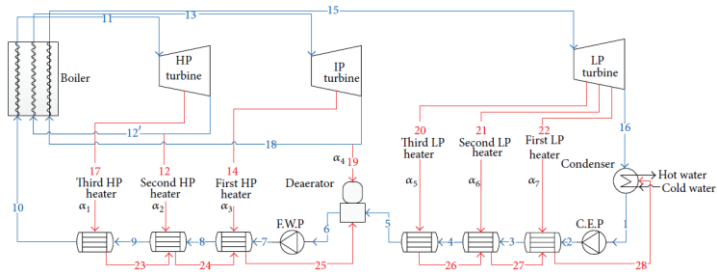 11
13
15
Boiler
HP
turbine
IP
turbine
LP
turbine
12′
18
17
12
14
α4 19
20
21
22
16
Third HP
heater
Second HP
heater
First HP
heater
Deaerator
Third LP
heater
Second LP
heater
First LP
heater
Condenser
Hot water
Cold water
α1
α2
α3
α5
α6
α7
10
9
8
7
F.W.P
6
5
4
3
2
C.E.P
1
23
24
25
26
27
28